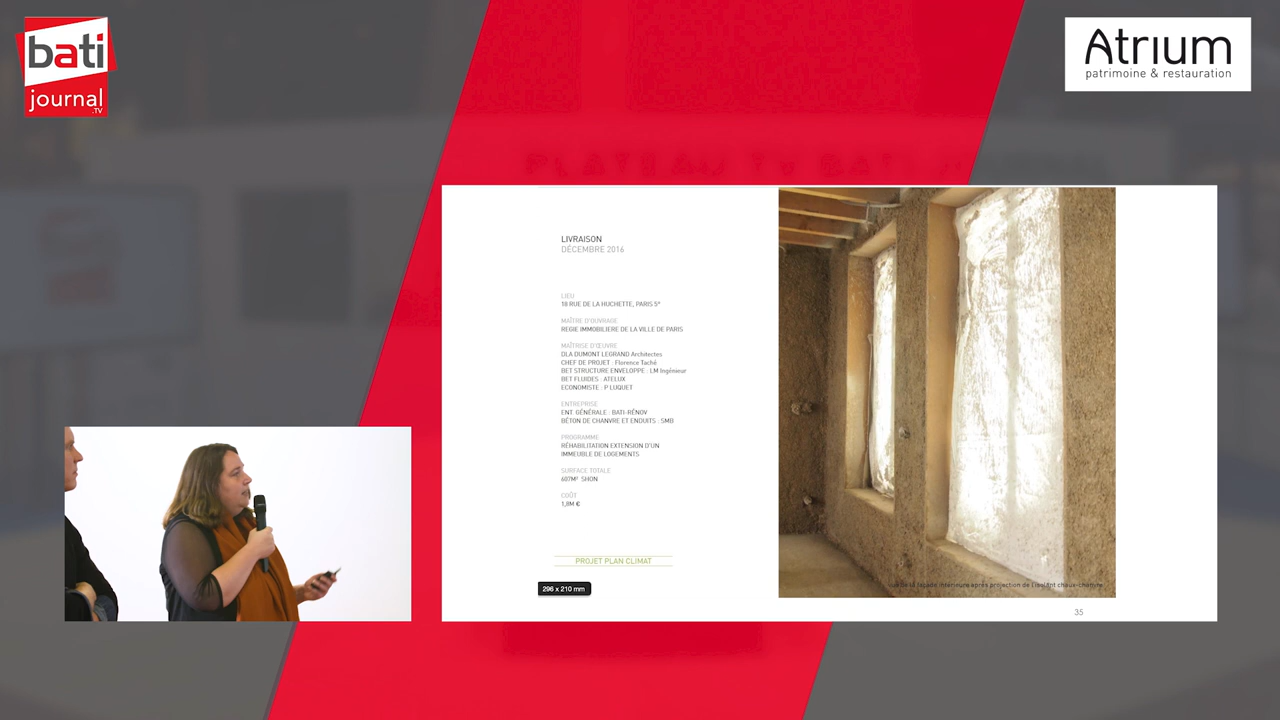 bati
journal
.TV
Atrium
patrimoine & restauration
LIVRAISON
DÉCEMBRE 2016
LIEU
18 RUE DE LA HUCHETTE, PARIS 5e
MAÎTRE D'OUVRAGE
REGIE IMMOBILIERE DE LA VILLE DE PARIS
MAÎTRISE D'ŒUVRE
DLA DUMONT LEGRAND Architectes
CHEF DE PROJET : Florence Taché
BET STRUCTURE ENVELOPPE : LM Ingénieur
BET FLUIDES : ATELUX
ECONOMISTE : P LUQUET
ENTREPRISE
ENT. GÉNÉRALE : BATI-RÉNOV
BÉTON DE CHANVRE ET ENDUITS : SMB
PROGRAMME
RÉHABILITATION EXTENSION D'UN
IMMEUBLE DE LOGEMENTS
SURFACE TOTALE
607M² SHON
COÛT
1,8M €
PROJET PLAN CLIMAT
296 x 210 mm
façade intérieure après projection de l'isolant chaux-chanvre
35